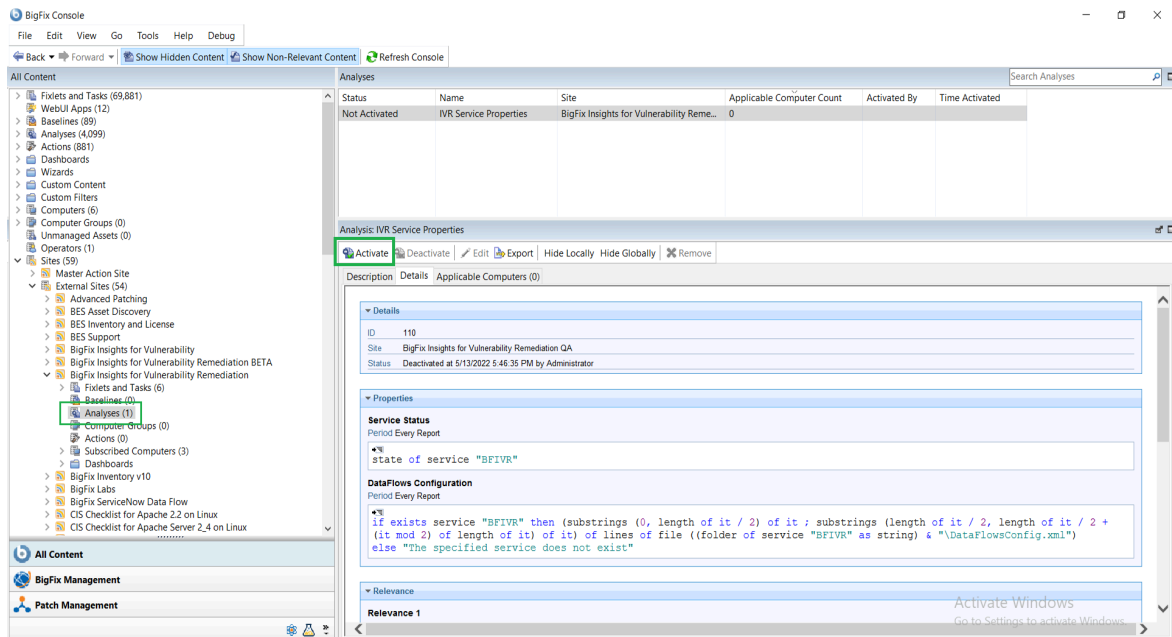 BigFix Console
File Edit View Go Tools Help Debug
Back Forward Show Hidden Content Show Non-Relevant Content Refresh Console
All Content
Fixlets and Tasks (69,881)
WebUI Apps (12)
Baselines (89)
Analyses (4,099)
Actions (881)
Dashboards
Wizards
Custom Content
Custom Filters
Computers (6)
Computer Groups (0)
Unmanaged Assets (0)
Operators (1)
Sites (59)
Master Action Site
External Sites (54)
Advanced Patching
BES Asset Discovery
BES Inventory and License
BES Support
BigFix Insights for Vulnerability
BigFix Insights for Vulnerability Remediation BETA
BigFix Insights for Vulnerability Remediation
Fixlets and Tasks (6)
Baselines (0)
Analyses (1)
Computer Groups (0)
Actions (0)
Subscribed Computers (3)
Dashboards
BigFix Inventory v10
BigFix Labs
BigFix ServiceNow Data Flow
CIS Checklist for Apache 2.2 on Linux
CIS Checklist for Apache Server 2_4 on Linux
All Content
BigFix Management
Patch Management
Analyses
Search Analyses
Status Name Site Applicable Computer Count Activated By Time Activated
Not Activated IVR Service Properties BigFix Insights for Vulnerability Reme... 0
Analysis: IVR Service Properties
Activate Deactivate Edit Export Hide Locally Hide Globally Remove
Description Details Applicable Computers (0)
Details
ID 110
Site BigFix Insights for Vulnerability Remediation QA
Status Deactivated at 5/13/2022 5:46:35 PM by Administrator
Properties
Service Status
Period Every Report
state of service "BFIVR"
DataFlows Configuration
Period Every Report
if exists service "BFIVR" then (substrings (0, length of it / 2) of it ; substrings (length of it / 2, length of it / 2 +
(it mod 2) of length of it) of it) of lines of file ((folder of service "BFIVR" as string) & "\DataFlowsConfig.xml")
else "The specified service does not exist"
Relevance
Relevance 1
Activate Windows
Go to Settings to activate Windows.